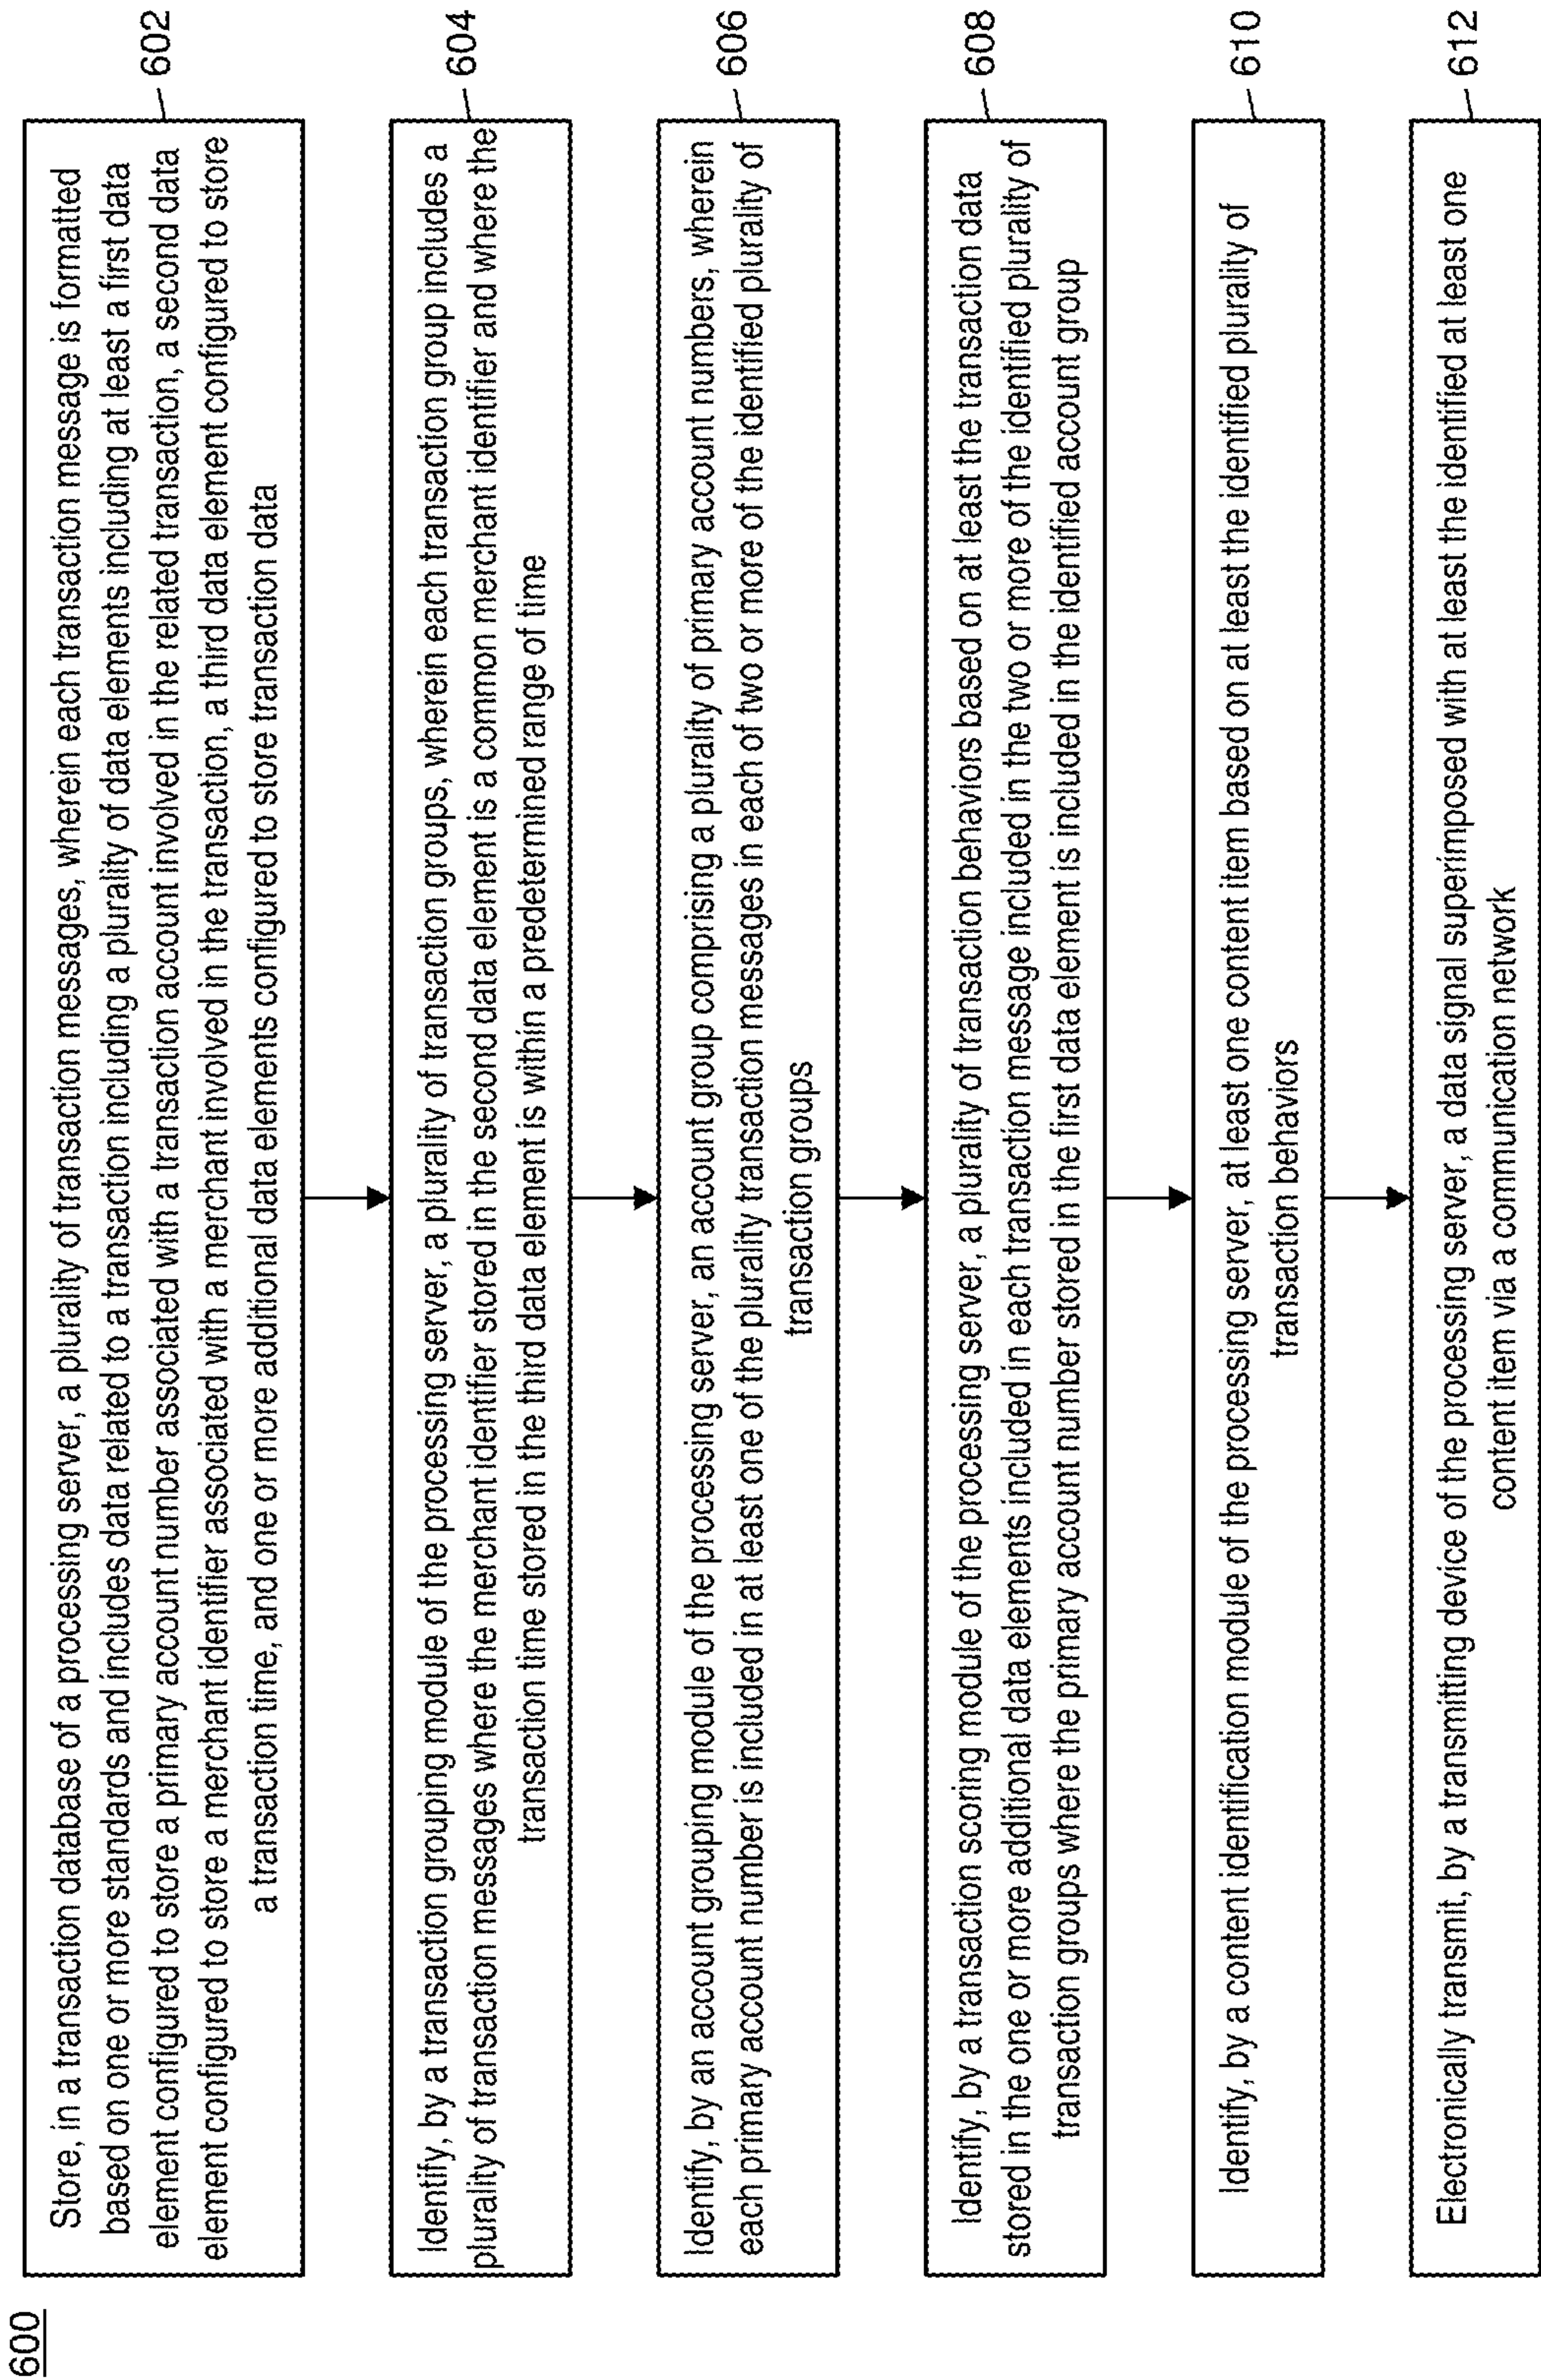 600
Store, in a transaction database of a processing server, a plurality of transaction messages, wherein each transaction message is formatted
based on one or more standards and includes data related to a transaction including a plurality of data elements including at least a first data
element configured to store a primary account number associated with a transaction account involved in the related transaction, a second data
element configured to store a merchant identifier associated with a merchant involved in the transaction, a third data element configured to store
a transaction time, and one or more additional data elements configured to store transaction data
602
Identify, by a transaction grouping module of the processing server, a plurality of transaction groups, wherein each transaction group includes a
plurality of transaction messages where the merchant identifier stored in the second data element is a common merchant identifier and where the
transaction time stored in the third data element is within a predetermined range of time
604
Identify, by an account grouping module of the processing server, an account group comprising a plurality of primary account numbers, wherein
each primary account number is included in at least one of the plurality transaction messages in each of two or more of the identified plurality of
transaction groups
606
Identify, by a transaction scoring module of the processing server, a plurality of transaction behaviors based on at least the transaction data
stored in the one or more additional data elements included in each transaction message included in the two or more of the identified plurality of
transaction groups where the primary account number stored in the first data element is included in the identified account group
608
Identify, by a content identification module of the processing server, at least one content item based on at least the identified plurality of
transaction behaviors
610
Electronically transmit, by a transmitting device of the processing server, a data signal superimposed with at least the identified at least one
content item via a communication network
612